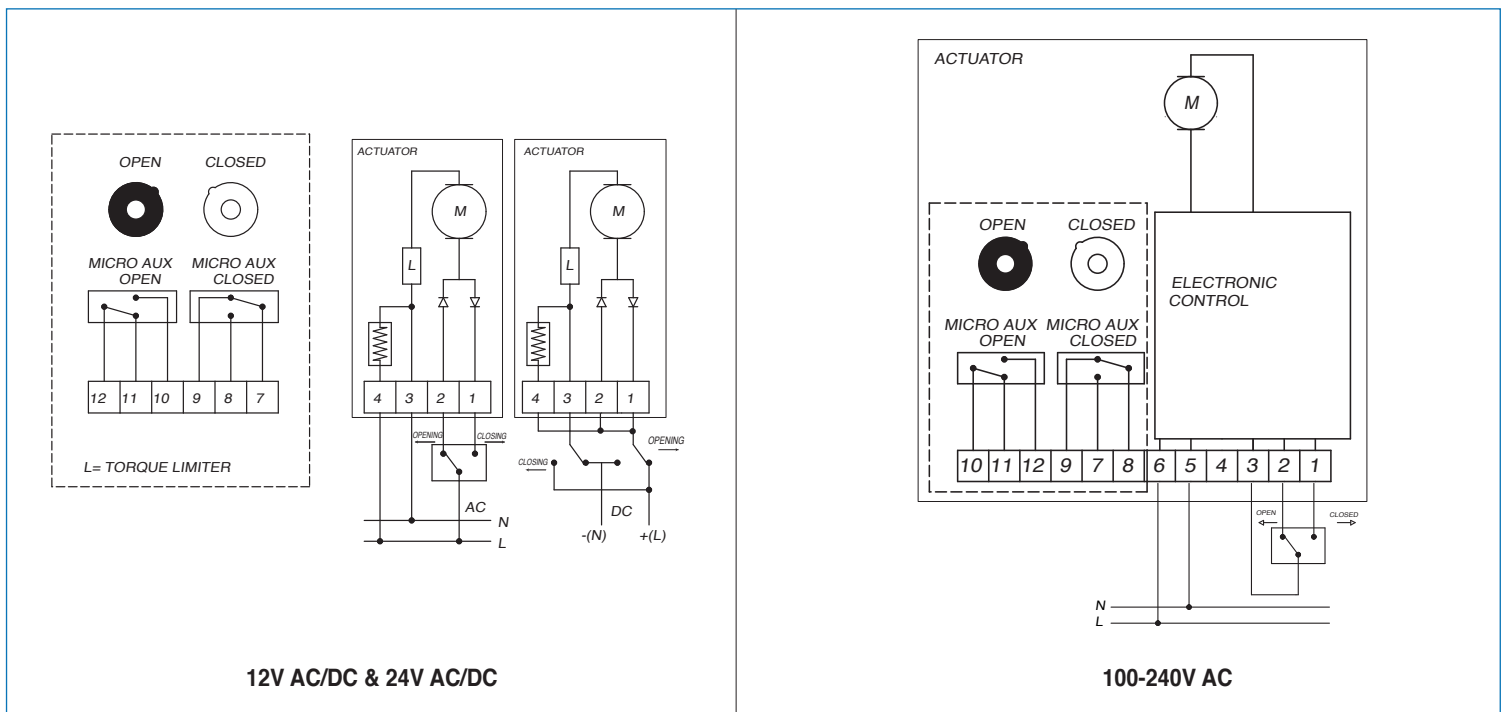 OPEN CLOSED
MICRO AUX MICRO AUX
OPEN CLOSED
12 11 10 9 8 7
L= TORQUE LIMITER
ACTUATOR
M
L
4 3 2 1
OPENING CLOSING
AC
N
L
ACTUATOR
M
L
4 3 2 1
OPENING
CLOSING
DC
-(N) +(L)
12V AC/DC & 24V AC/DC
ACTUATOR
M
OPEN CLOSED
ELECTRONIC
CONTROL
MICRO AUX MICRO AUX
OPEN CLOSED
10 11 12 9 7 8 6 5 4 3 2 1
OPEN CLOSED
N
L
100-240V AC